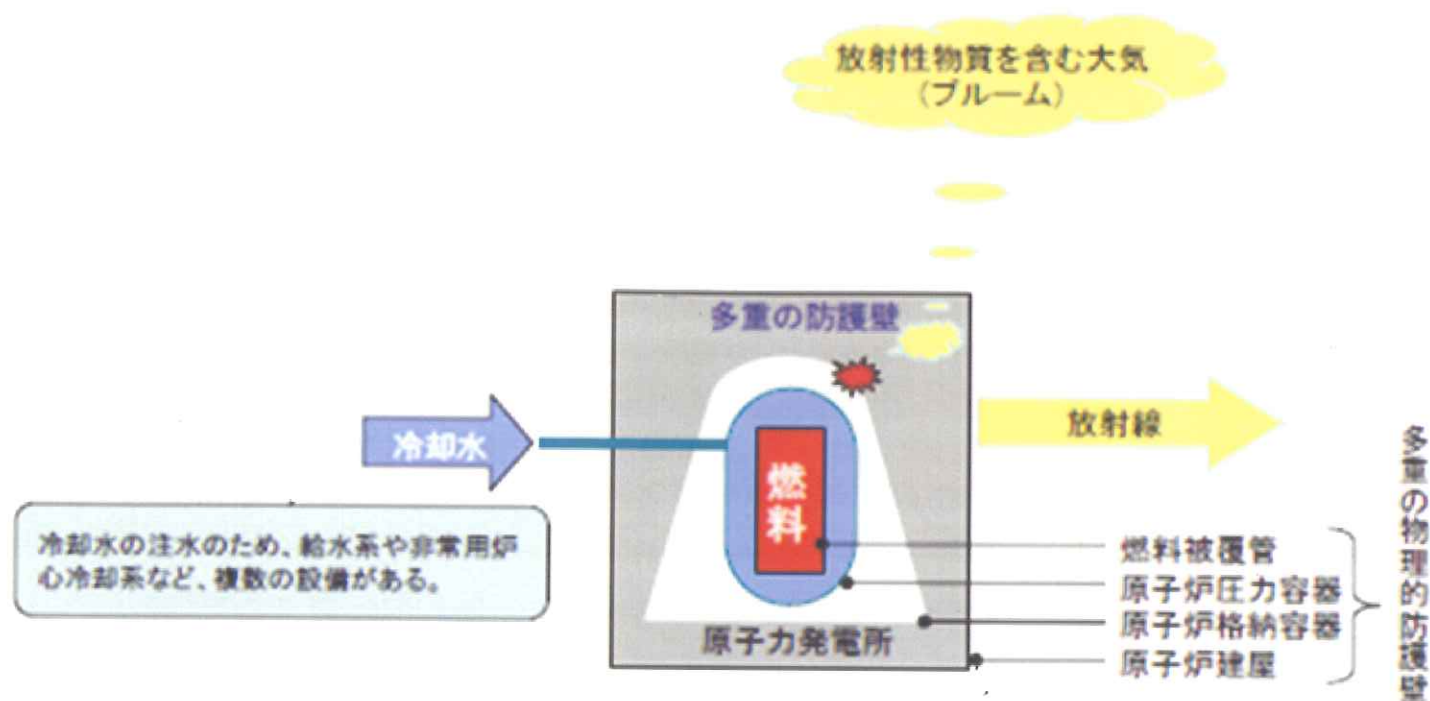 放射性物質を含む大気
（プルーム）
多重の防護壁
冷却水
放射線
燃料
冷却水の注水のため、給水系や非常用炉
心冷却系など、複数の設備がある。
原子力発電所
燃料被覆管
原子炉圧力容器
原子炉格納容器
原子炉建屋
多重の物理的防護壁